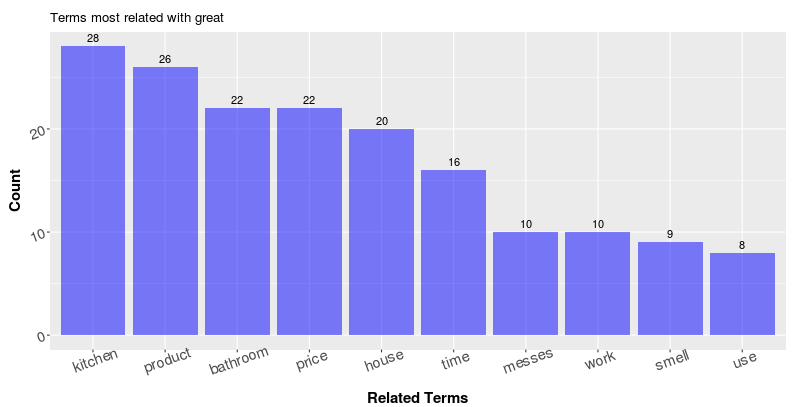 Terms most related with great
28
26
22
22
20
16
10
10
9
8
20
10
0
Count
kitchen
product
bathroom
price
house
time
messes
work
smell
use
Related Terms